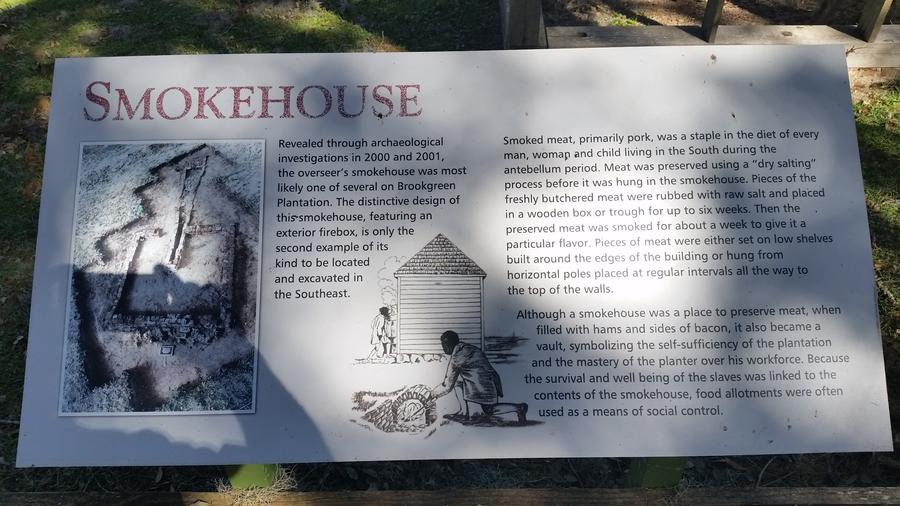 SMOKEHOUSE
Revealed through archaeological
investigations in 2000 and 2001,
the overseer's smokehouse was most
likely one of several on Brookgreen
Plantation. The distinctive design of
this smokehouse, featuring an
exterior firebox, is only the
second example of its
kind to be located
and excavated in
the Southeast.
Smoked meat, primarily pork, was a staple in the diet of every
man, woman and child living in the South during the
antebellum period. Meat was preserved using a "dry salting"
process before it was hung in the smokehouse. Pieces of the
freshly butchered meat were rubbed with raw salt and placed
in a wooden box or trough for up to six weeks. Then the
preserved meat was smoked for about a week to give it a
particular flavor. Pieces of meat were either set on low shelves
built around the edges of the building or hung from
horizontal poles placed at regular intervals all the way to
the top of the walls.
Although a smokehouse was a place to preserve meat, when
filled with hams and sides of bacon, it also became a
vault, symbolizing the self-sufficiency of the plantation
and the mastery of the planter over his workforce. Because
the survival and well being of the slaves was linked to the
contents of the smokehouse, food allotments were often
used as a means of social control.